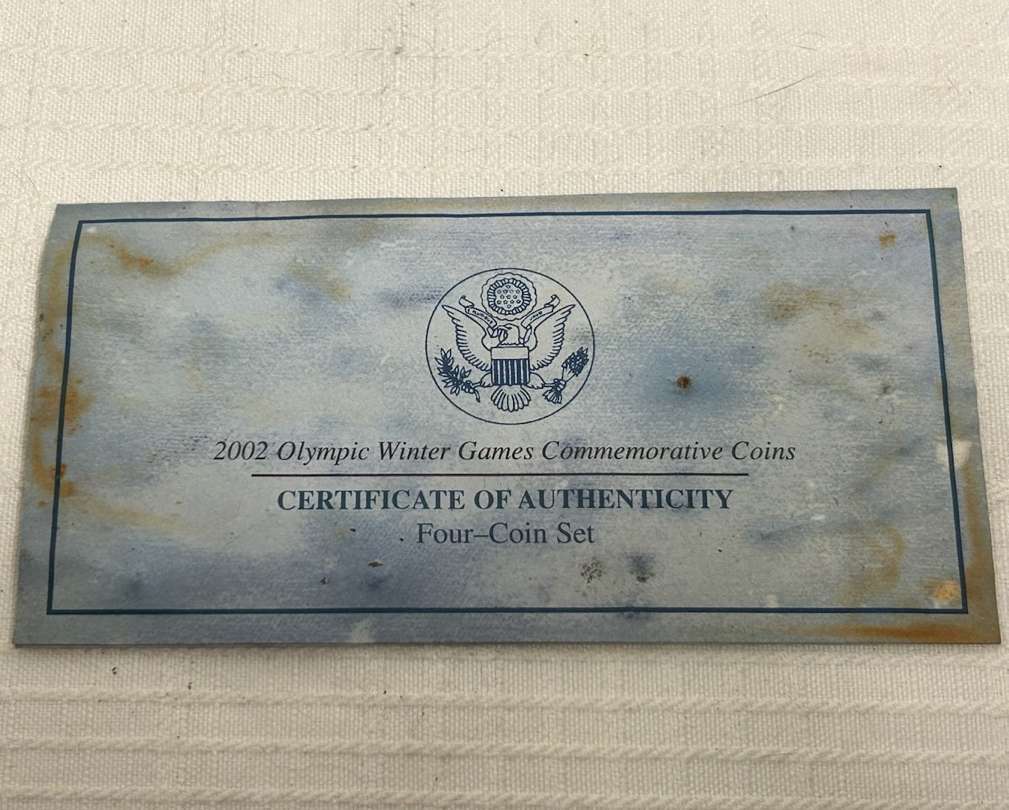 2002 Olympic Winter Games Commemorative Coins
CERTIFICATE OF AUTHENTICITY
Four–Coin Set